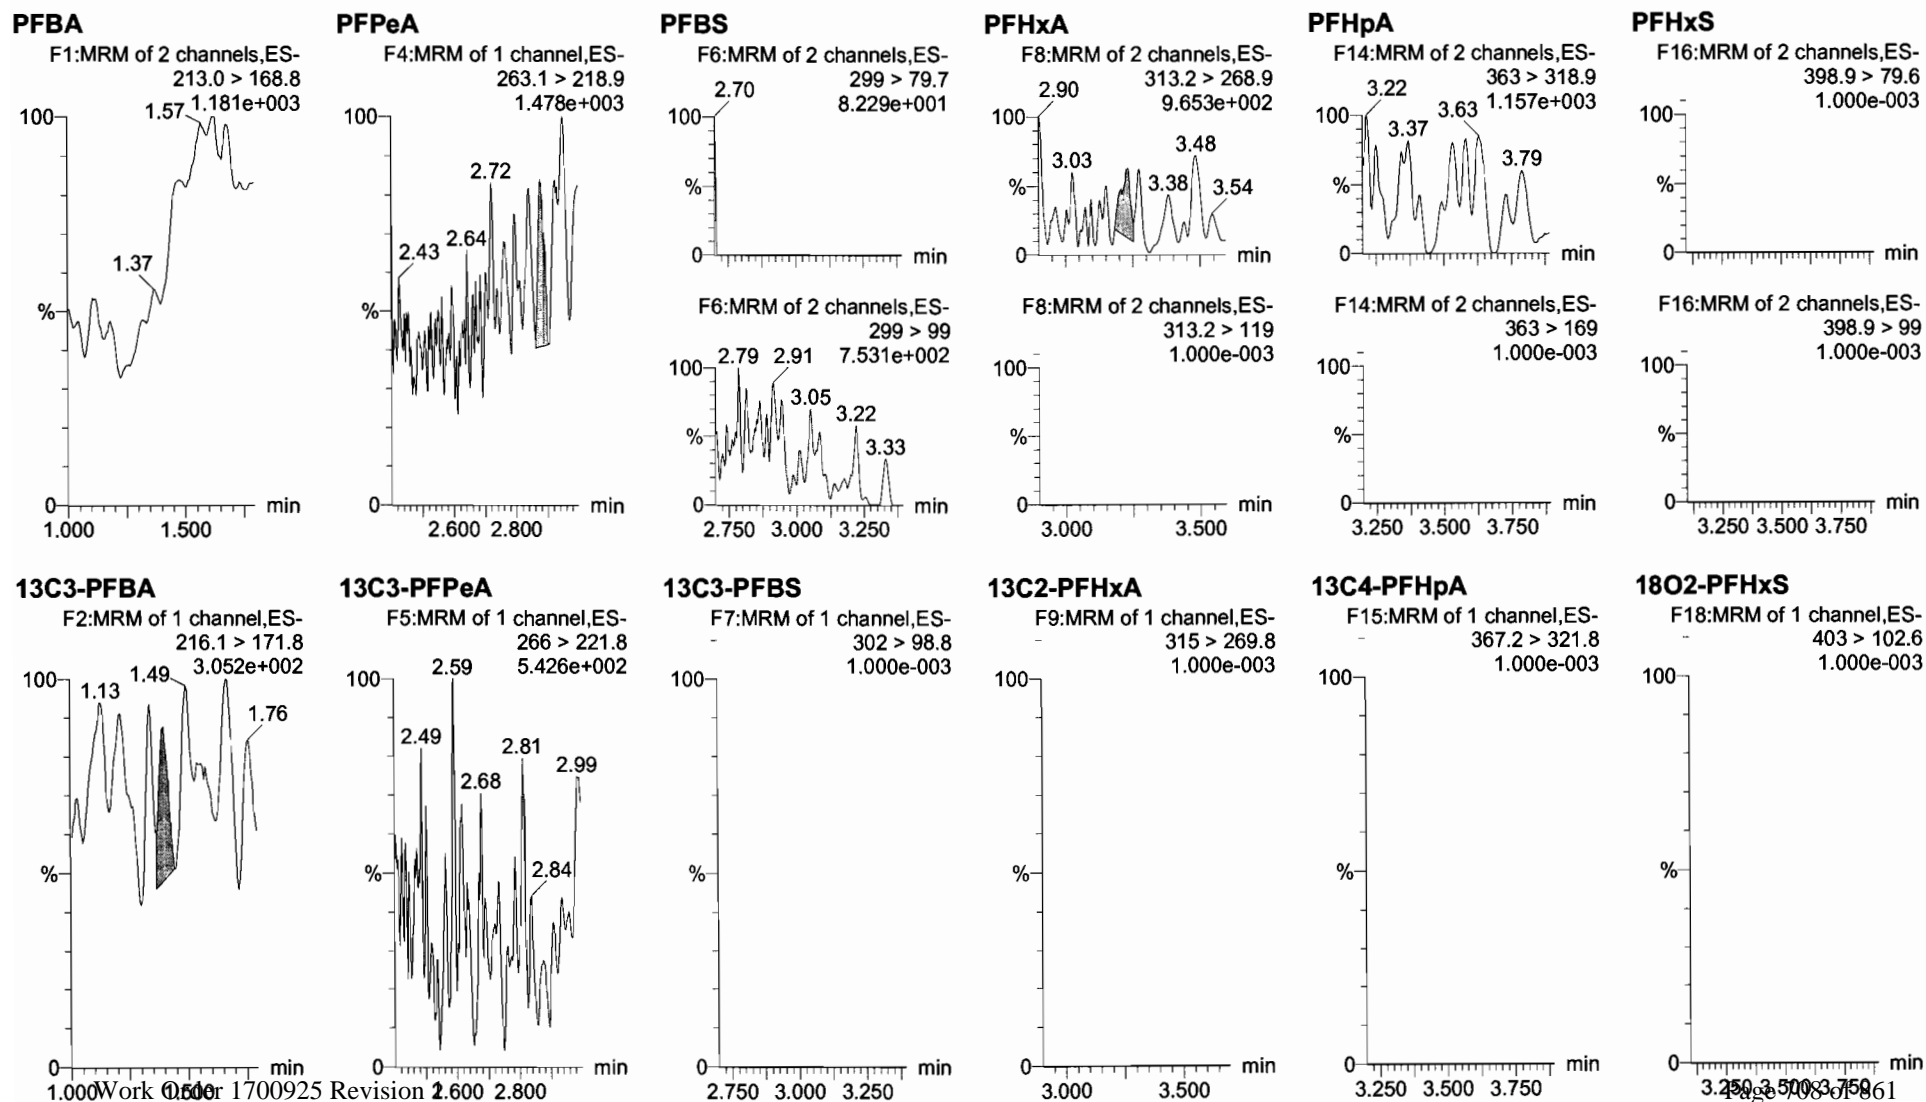 PFBA
F1:MRM of 2 channels,ES-
213.0 > 168.8
1.181e+003
1.57
100
1.37
%
0
min
1.000 1.500
PFPeA
F4:MRM of 1 channel,ES-
263.1 > 218.9
1.478e+003
100
2.72
2.64
2.43
%
0
min
2.600 2.800
PFBS
F6:MRM of 2 channels,ES-
299 > 79.7
8.229e+001
2.70
100
%
0
min
F6:MRM of 2 channels,ES-
299 > 99
7.531e+002
2.79 2.91
100
3.05
3.22
3.33
%
0
min
2.750 3.000 3.250
PFHxA
F8:MRM of 2 channels,ES-
313.2 > 268.9
9.653e+002
2.90
100
3.03
3.48
3.38
3.54
%
0
min
F8:MRM of 2 channels,ES-
313.2 > 119
1.000e-003
100
%
0
min
3.000 3.500
PFHpA
F14:MRM of 2 channels,ES-
363 > 318.9
1.157e+003
3.22
3.63
100
3.37
3.79
%
0
min
F14:MRM of 2 channels,ES-
363 > 169
1.000e-003
100
%
0
min
3.250 3.500 3.750
PFHxS
F16:MRM of 2 channels,ES-
398.9 > 79.6
1.000e-003
100
%
0
min
F16:MRM of 2 channels,ES-
398.9 > 99
1.000e-003
100
%
0
min
3.250 3.500 3.750
13C3-PFBA
F2:MRM of 1 channel,ES-
216.1 > 171.8
3.052e+002
1.49
100
1.13
1.76
%
0
min
1.000 1.500
13C3-PFPeA
F5:MRM of 1 channel,ES-
266 > 221.8
5.426e+002
2.59
100
2.49
2.81
2.68
2.99
2.84
%
0
min
2.600 2.800
13C3-PFBS
F7:MRM of 1 channel,ES-
302 > 98.8
1.000e-003
100
%
0
min
2.750 3.000 3.250
13C2-PFHxA
F9:MRM of 1 channel,ES-
315 > 269.8
1.000e-003
100
%
0
min
3.000 3.500
13C4-PFHpA
F15:MRM of 1 channel,ES-
367.2 > 321.8
1.000e-003
100
%
0
min
3.250 3.500 3.750
18O2-PFHxS
F18:MRM of 1 channel,ES-
403 > 102.6
1.000e-003
100
%
0
min
3.250 3.500 3.750
Work Order 1700925 Revision 1
Page 708 of 861